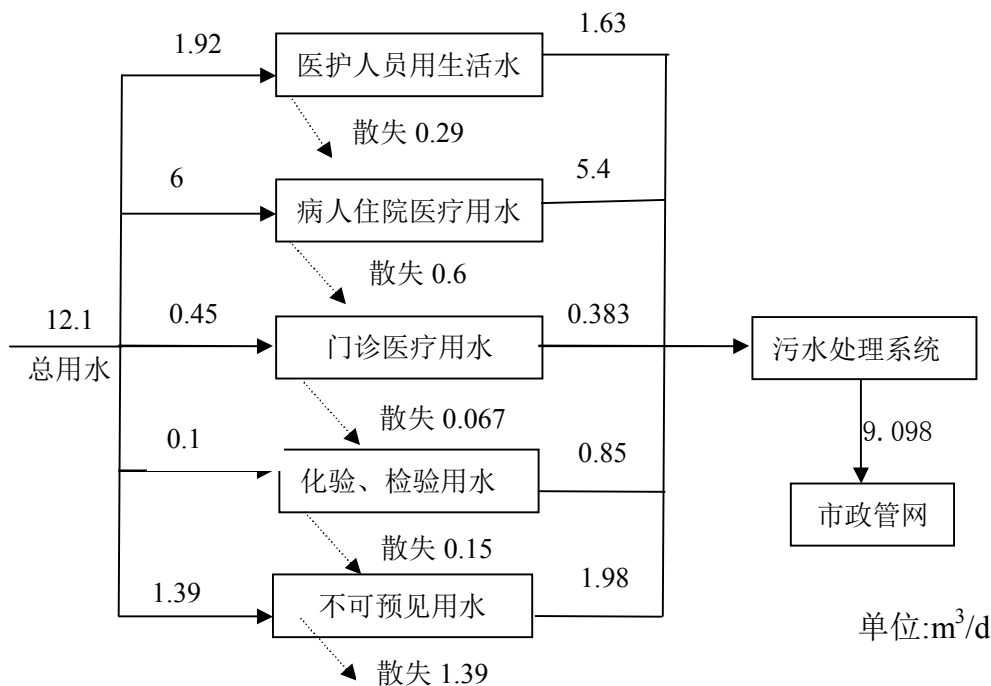 1.92
医护人员用生活水
1.63
散失 0.29
6
病人住院医疗用水
5.4
散失 0.6
12.1
总用水
0.45
门诊医疗用水
0.383
污水处理系统
散失 0.067
9.098
0.1
化验、检验用水
0.85
市政管网
散失 0.15
1.39
不可预见用水
1.98
单位:m³/d
散失 1.39